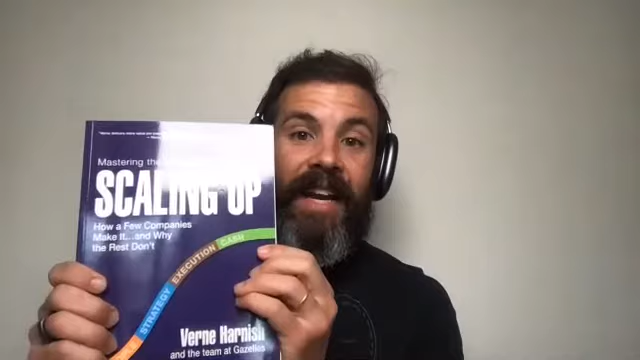 Mastering the
SCALING UP
How a Few Companies
Make It...and Why
the Rest Don't
STRATEGY EXECUTION CASH
Verne Harnish
and the team at Gazelles